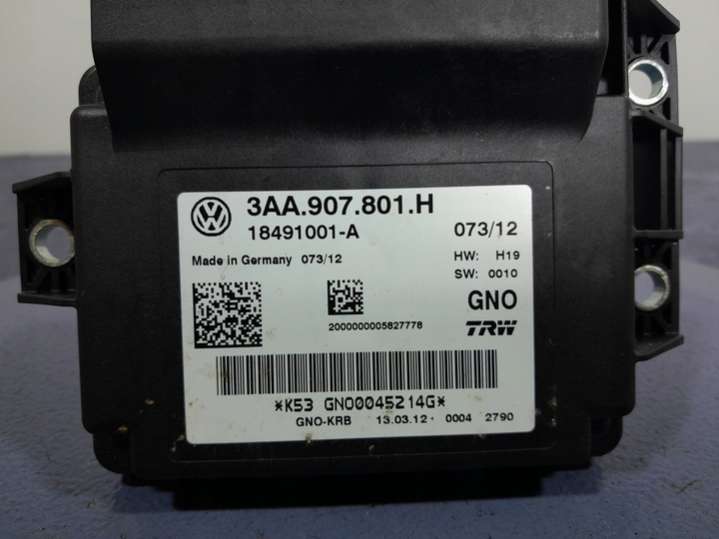 3AA.907.801.H
18491001-A 073/12
Made in Germany 073/12 HW: H19
SW: 0010
GNO
2000000005827778 TRW
*K53 GNO0045214G*
GNO-KRB 13.03.12· 0004 2790